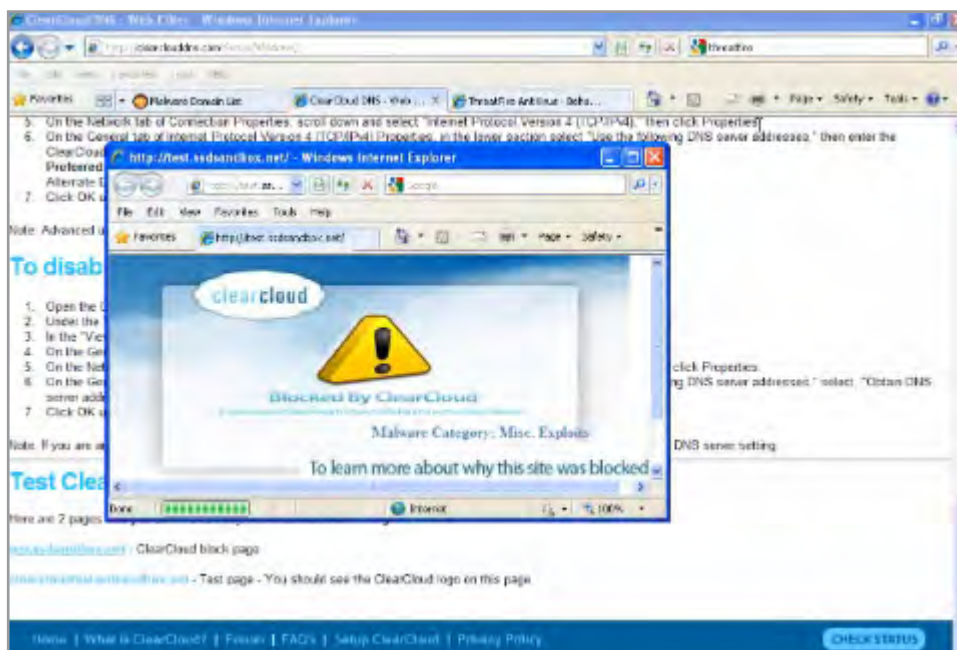 ClearCloud DNS - Web Filter - Windows Internet Explorer
threatfire
Favorites Malware Domain List ClearCloud DNS - Web ... X ThreatFire AntiVirus - Beha... Page Safety Tools
5. On the Network tab of Connection Properties, scroll down and select "Internet Protocol Version 4 (TCP/IPv4), then click Properties
6. On the General tab of Internet Protocol Version 4 (TCP/IPv4) Properties, in the lower section select "Use the following DNS server addresses," then enter the
ClearCloud
Preferred
Alternate
7. Click OK
Note: Advanced
http://test.ssdsandbox.net/ - Windows Internet Explorer
Google
File Edit View Favorites Tools Help
Favorites http://test.ssdsandbox.net/ Page Safety
clearcloud
Blocked By ClearCloud
Malware Category: Misc. Exploits
To learn more about why this site was blocked
Done Internet 100%
To disab
1. Open the
2. Under the
3. In the "Vie
4. On the Gen
5. On the Net click Properties.
6. On the Gen ng DNS server addresses," select "Obtain DNS
server add
7. Click OK
Note: If you are DNS server setting.
Test Clea
Here are 2 pages
test.ssdsandbox.net - ClearCloud block page
- Test page - You should see the ClearCloud logo on this page
Home | What is ClearCloud? | Forum | FAQ's | Setup ClearCloud | Privacy Policy CHECK STATUS